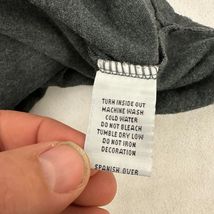 TURN INSIDE OUT
MACHINE WASH
COLD WATER
DO NOT BLEACH
TUMBLE DRY LOW
DO NOT IRON
DECORATION
SPANISH OVER